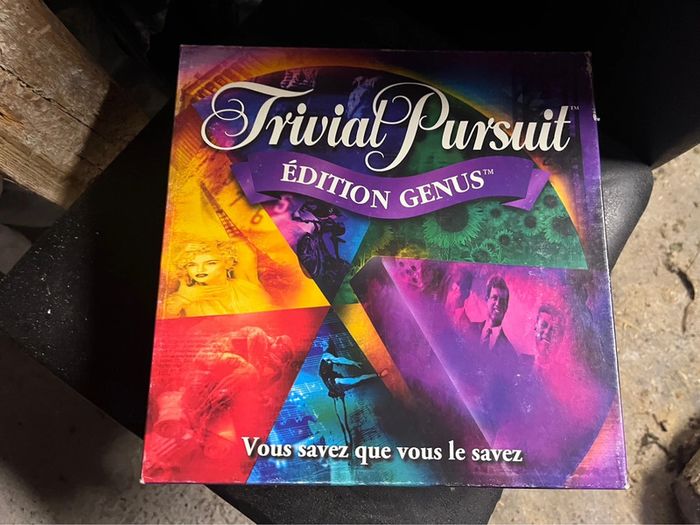 Trivial Pursuit™
ÉDITION GENUS™
Vous savez que vous le savez